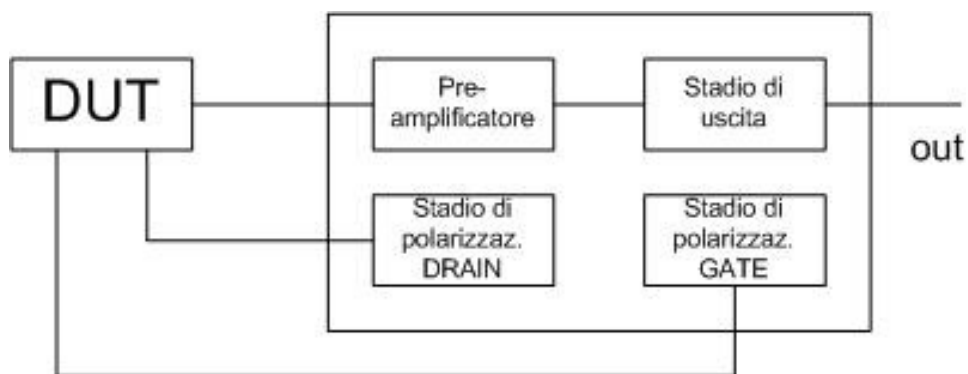 DUT
Pre-
amplificatore
Stadio di
uscita
out
Stadio di
polarizzaz.
DRAIN
Stadio di
polarizzaz.
GATE